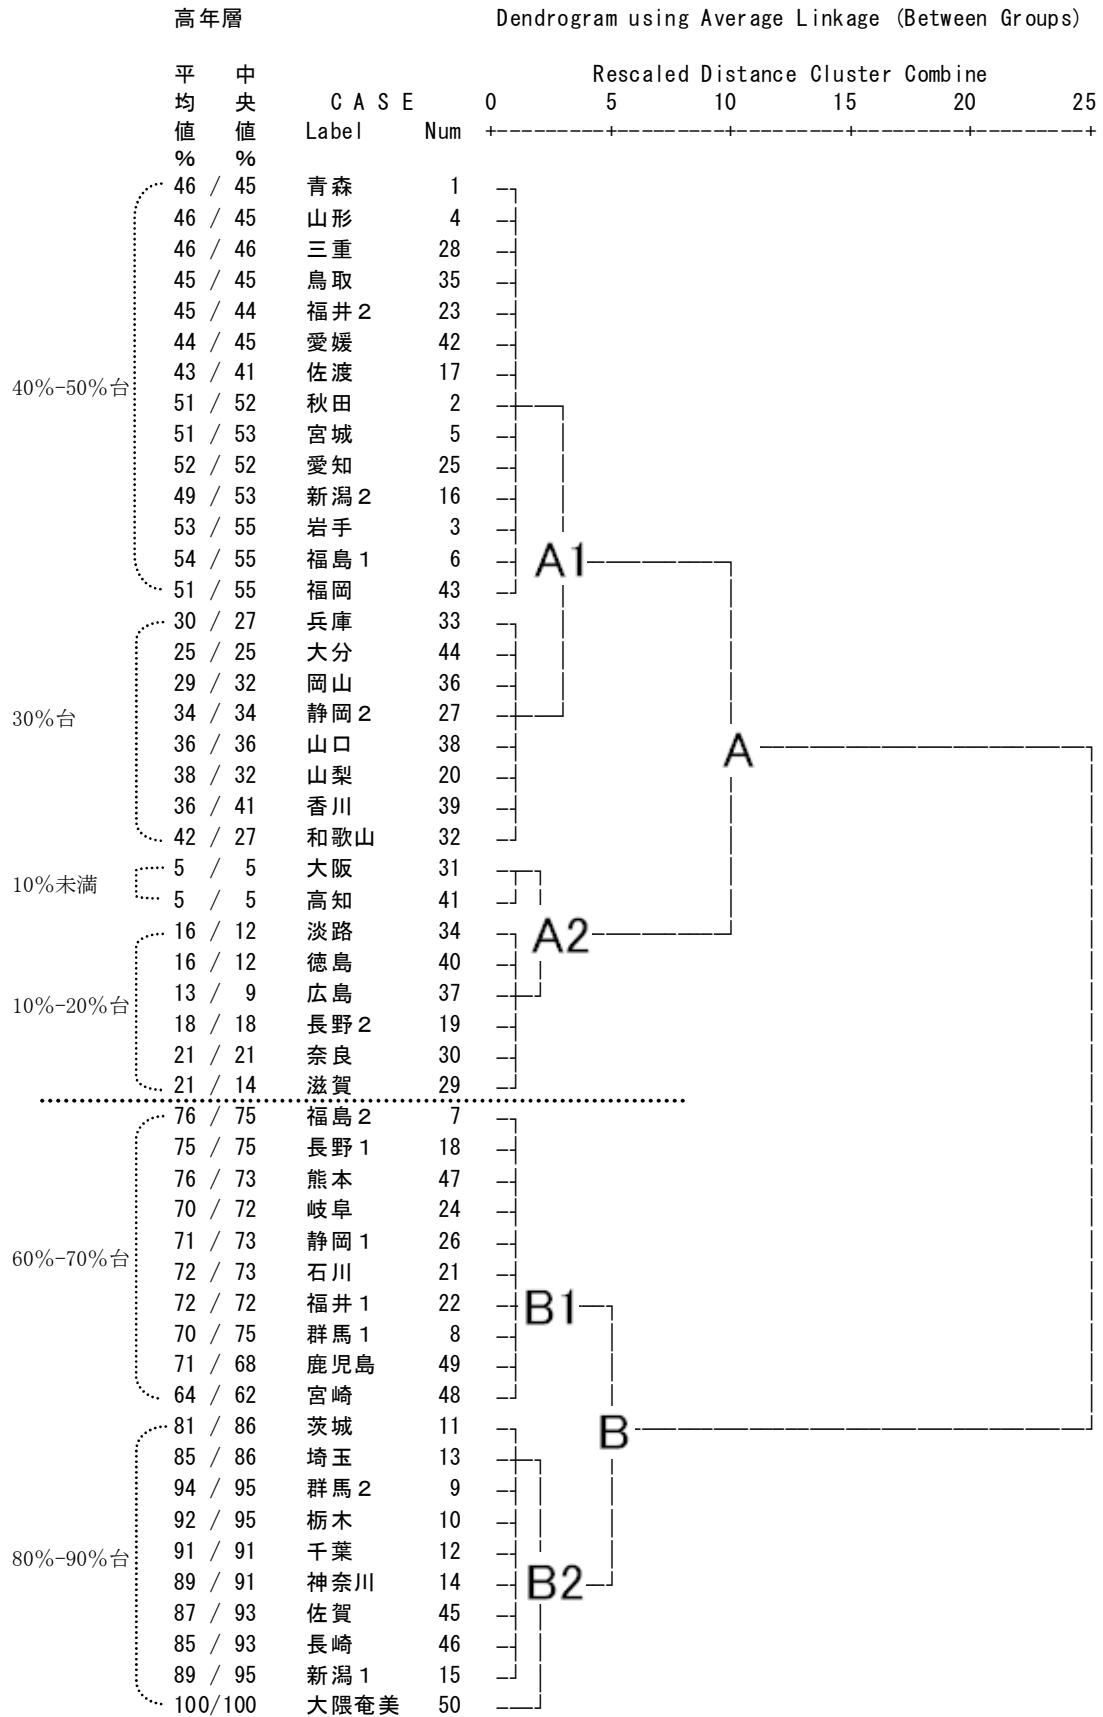 高年層 Dendrogram using Average Linkage (Between Groups)
平 中 Rescaled Distance Cluster Combine
均 央 C A S E 0 5 10 15 20 25
値 値 Label Num +---------+---------+---------+---------+---------+
% %
46 / 45 青森 1
46 / 45 山形 4
46 / 46 三重 28
45 / 45 鳥取 35
45 / 44 福井2 23
44 / 45 愛媛 42
43 / 41 佐渡 17
40%-50%台
51 / 52 秋田 2
51 / 53 宮城 5
52 / 52 愛知 25
49 / 53 新潟2 16
53 / 55 岩手 3
54 / 55 福島1 6 A1
51 / 55 福岡 43
30 / 27 兵庫 33
25 / 25 大分 44
29 / 32 岡山 36
30%台 34 / 34 静岡2 27
36 / 36 山口 38 A
38 / 32 山梨 20
36 / 41 香川 39
42 / 27 和歌山 32
5 / 5 大阪 31
10%未満
5 / 5 高知 41
16 / 12 淡路 34 A2
16 / 12 徳島 40
13 / 9 広島 37
10%-20%台
18 / 18 長野2 19
21 / 21 奈良 30
21 / 14 滋賀 29
76 / 75 福島2 7
75 / 75 長野1 18
76 / 73 熊本 47
70 / 72 岐阜 24
71 / 73 静岡1 26
60%-70%台
72 / 73 石川 21
72 / 72 福井1 22 B1
70 / 75 群馬1 8
71 / 68 鹿児島 49
64 / 62 宮崎 48
81 / 86 茨城 11 B
85 / 86 埼玉 13
94 / 95 群馬2 9
92 / 95 栃木 10
80%-90%台 91 / 91 千葉 12
89 / 91 神奈川 14 B2
87 / 93 佐賀 45
85 / 93 長崎 46
89 / 95 新潟1 15
100/100 大隈奄美 50